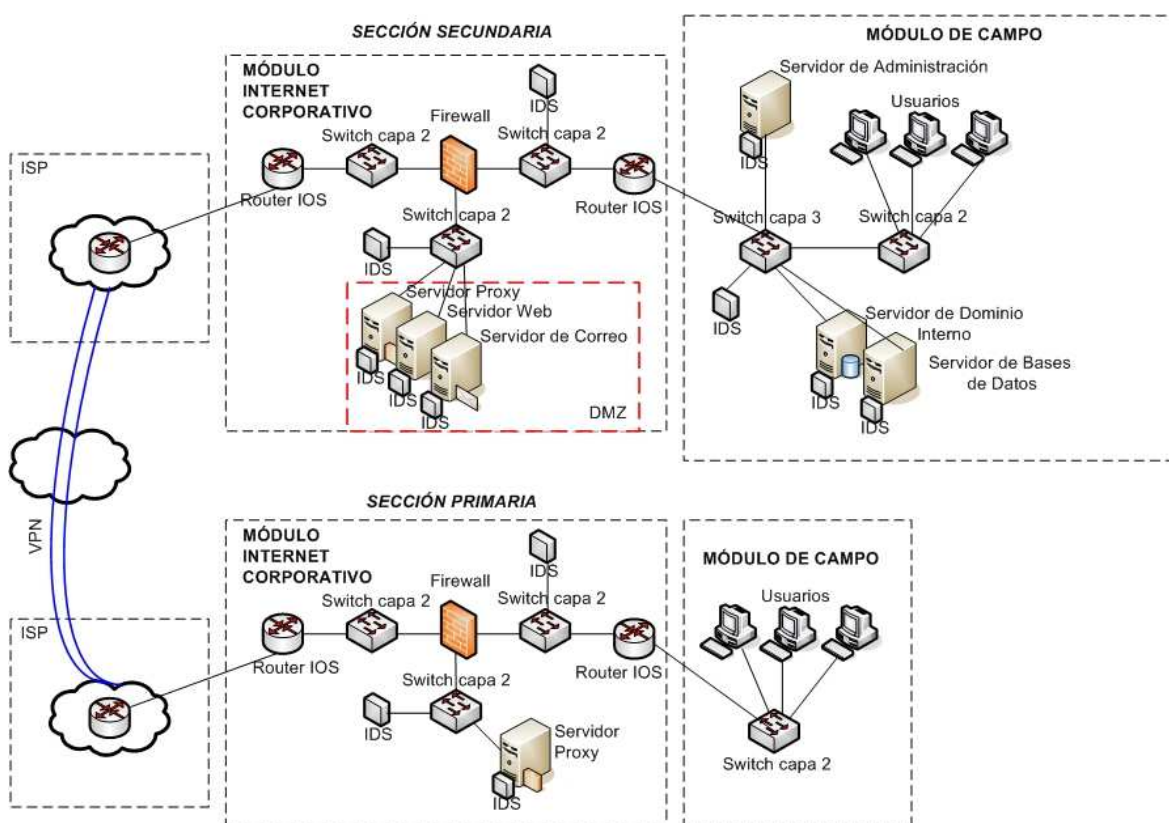 SECCIÓN SECUNDARIA
MÓDULO
INTERNET
CORPORATIVO
IDS
Firewall
Switch capa 2
Switch capa 2
Router IOS
Router IOS
Switch capa 2
IDS
Servidor Proxy
Servidor Web
Servidor de Correo
IDS
IDS
IDS
DMZ
MÓDULO DE CAMPO
Servidor de Administración
Usuarios
IDS
Switch capa 3
Switch capa 2
IDS
Servidor de Dominio
Interno
Servidor de Bases
de Datos
IDS
IDS
ISP
VPN
ISP
SECCIÓN PRIMARIA
MÓDULO
INTERNET
CORPORATIVO
IDS
Firewall
Switch capa 2
Switch capa 2
Router IOS
Router IOS
Switch capa 2
IDS
Servidor
Proxy
IDS
MÓDULO DE CAMPO
Usuarios
Switch capa 2